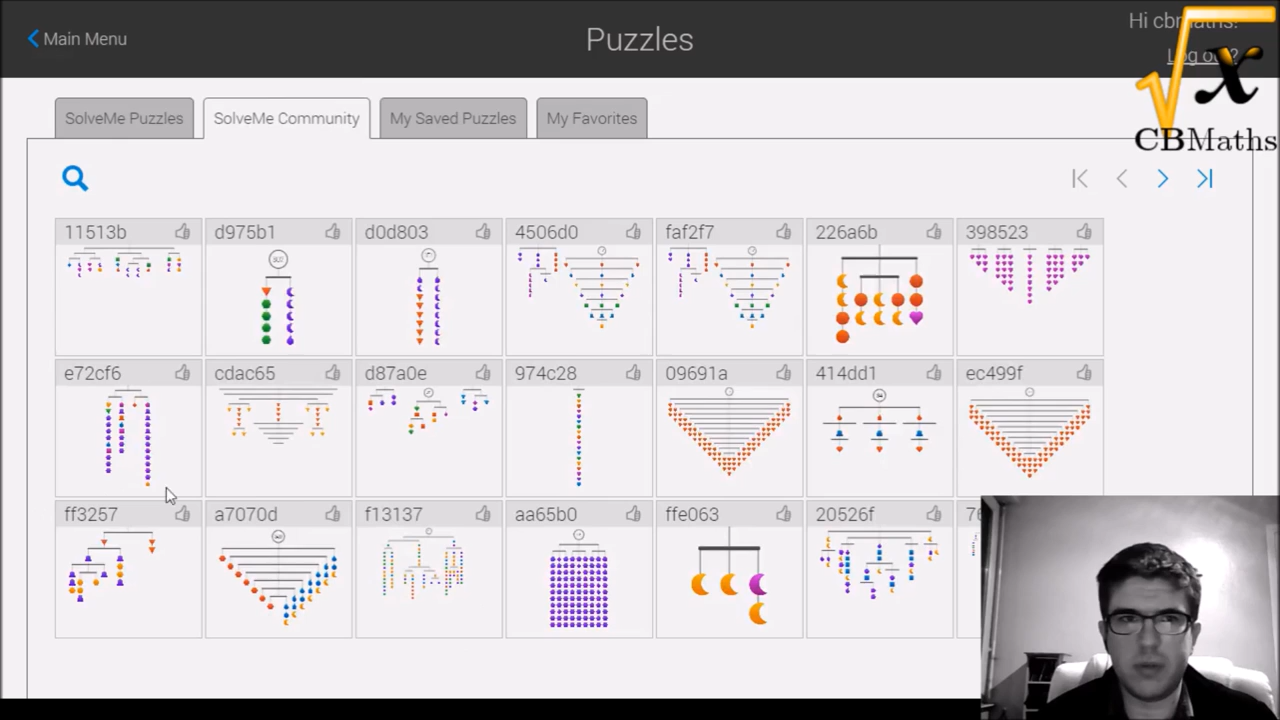 Main Menu
Puzzles
Hi cbmaths!
SolveMe Puzzles
SolveMe Community
My Saved Puzzles
My Favorites
CBMaths
11513b
d975b1
d0d803
4506d0
faf2f7
226a6b
398523
e72cf6
cdac65
d87a0e
974c28
09691a
414dd1
ec499f
ff3257
a7070d
f13137
aa65b0
ffe063
20526f